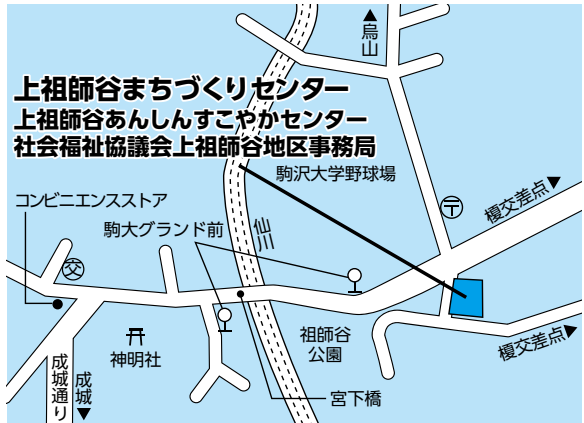 ▲烏山
上祖師谷まちづくりセンター
上祖師谷あんしんすこやかセンター
社会福祉協議会上祖師谷地区事務局
駒沢大学野球場
コンビニエンスストア
駒大グランド前
仙川
〒
榎交差点▶
交
祖師谷
公園
神明社
榎交差点▶
成城通り
成城▼
宮下橋